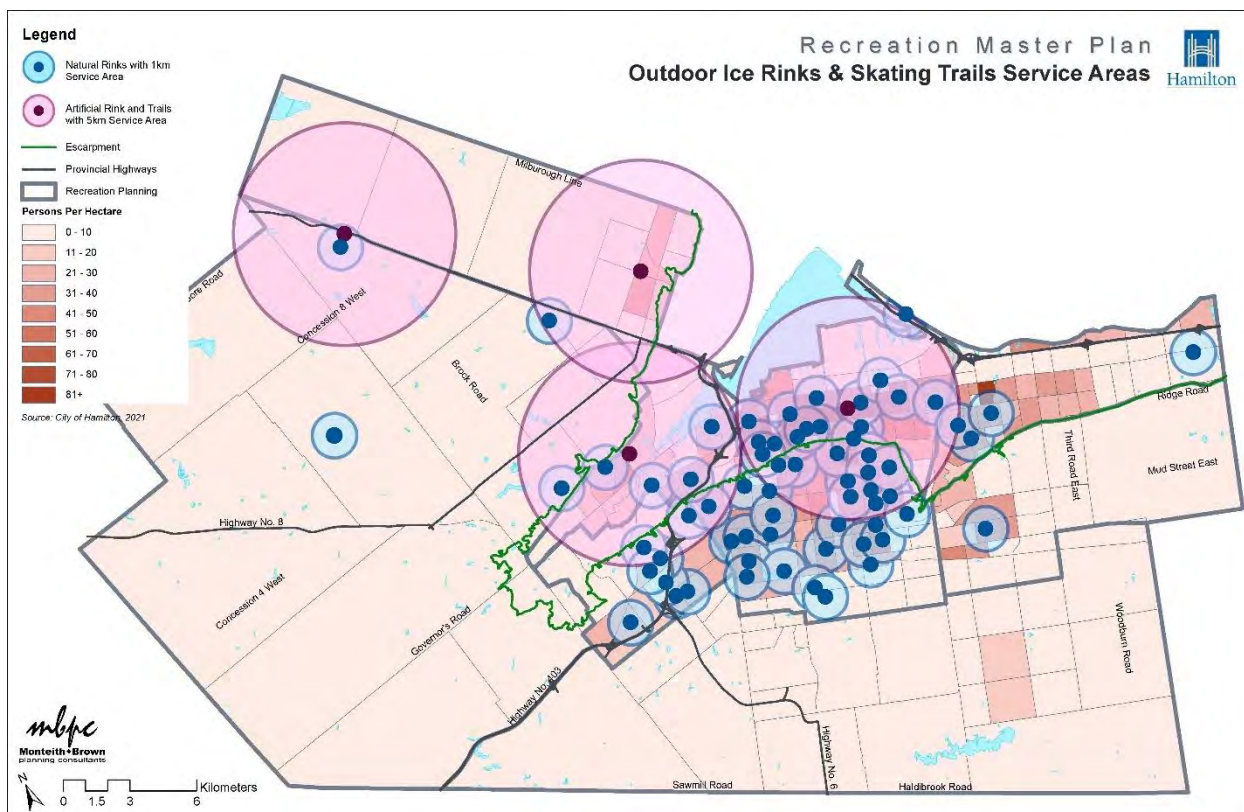 Legend
Natural Rinks with 1km
Service Area
Artificial Rink and Trails
with 5km Service Area
Escarpment
Provincial Highways
Recreation Planning
Persons Per Hectare
0 - 10
11 - 20
21 - 30
31 - 40
41 - 50
51 - 60
61 - 70
71 - 80
81+
Source: City of Hamilton, 2021
Recreation Master Plan
Outdoor Ice Rinks & Skating Trails Service Areas
Hamilton
Milburough Line
ore Road
Concession 8 West
Brock Road
Highway No. 8
Concession 4 West
Governor's Road
Highway No. 403
Ridge Road
Third Road East
Mud Street East
Woodburn Road
Highway No. 6
Sawmill Road
Haldibrook Road
mbpc
Monteith+Brown
planning consultants
N
0 1.5 3 6
Kilometers